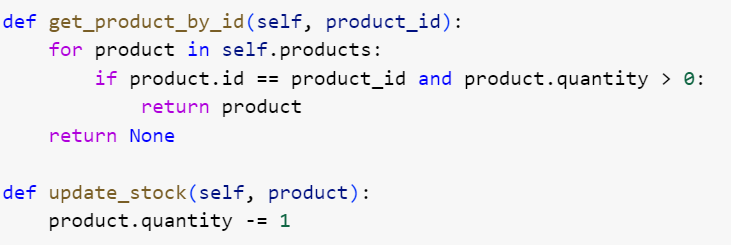 def get_product_by_id(self, product_id):
    for product in self.products:
        if product.id == product_id and product.quantity > 0:
            return product
    return None

def update_stock(self, product):
    product.quantity -= 1